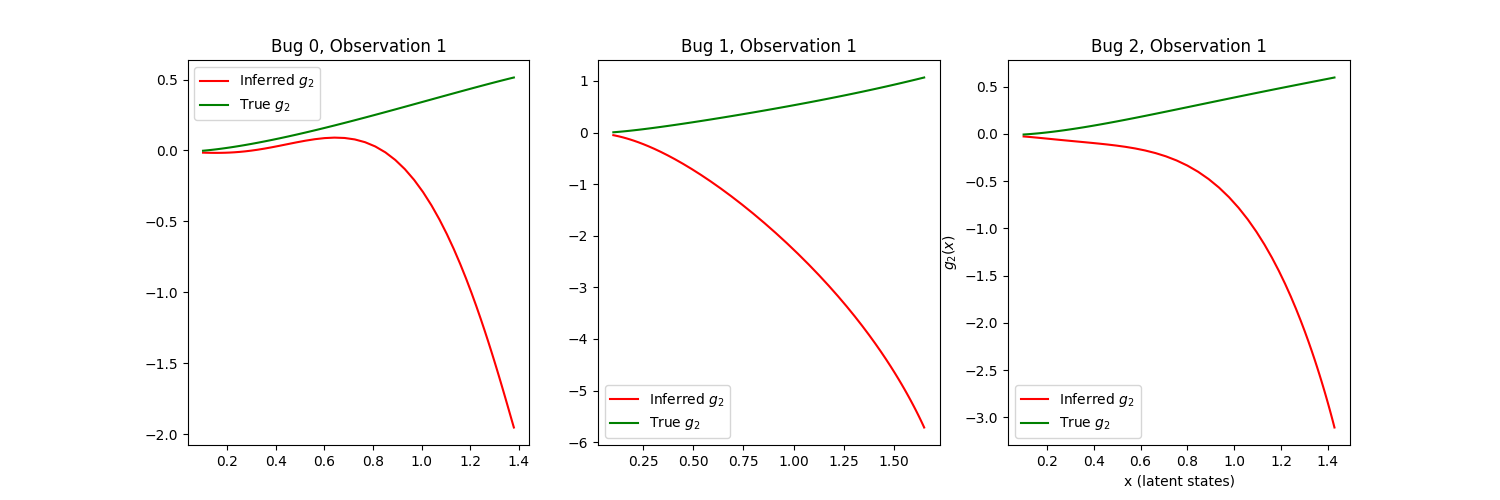 Bug 0, Observation 1
Inferred g₂
True g₂
0.5
0.0
−0.5
−1.0
−1.5
−2.0
0.2 0.4 0.6 0.8 1.0 1.2 1.4
Bug 1, Observation 1
1
0
−1
−2
−3
−4
−5
−6
Inferred g₂
True g₂
0.25 0.50 0.75 1.00 1.25 1.50
Bug 2, Observation 1
g₂(x)
0.5
0.0
−0.5
−1.0
−1.5
−2.0
−2.5
−3.0
Inferred g₂
True g₂
0.2 0.4 0.6 0.8 1.0 1.2 1.4
x (latent states)